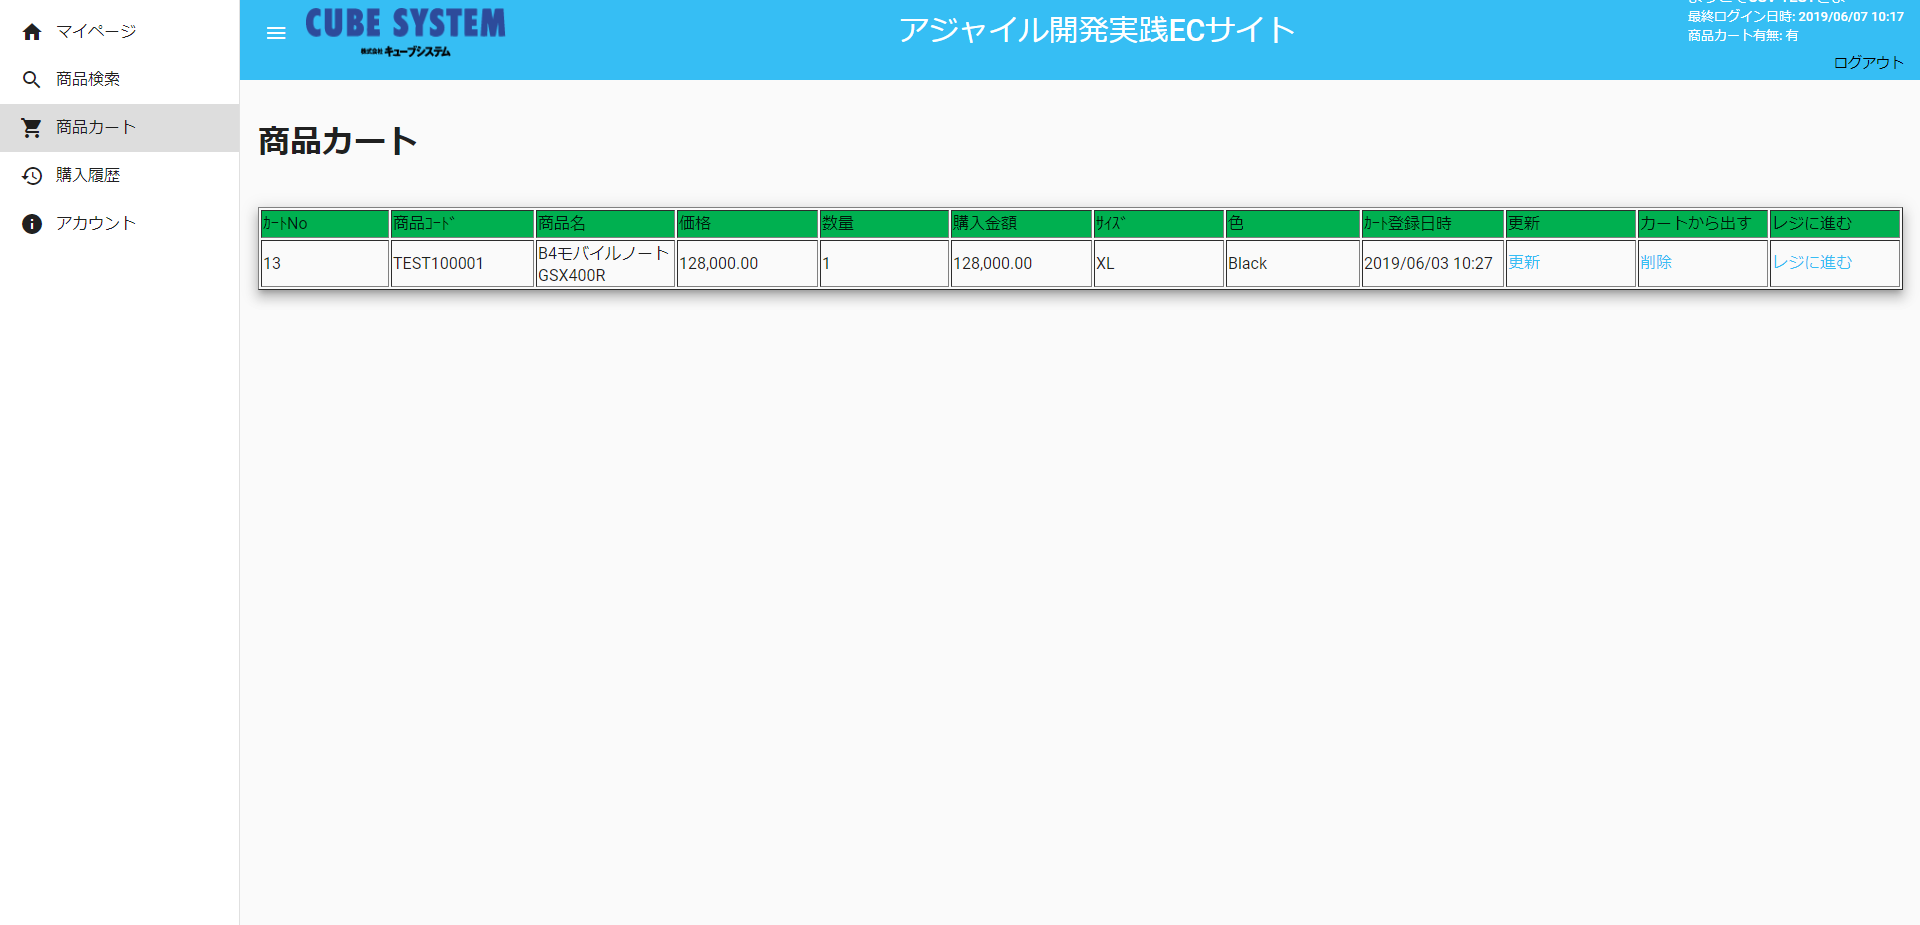 マイページ
商品検索
商品カート
購入履歴
アカウント
CUBE SYSTEM
株式会社 キューブシステム
アジャイル開発実践ECサイト
最終ログイン日時: 2019/06/07 10:17
商品カート有無: 有
ログアウト
商品カート
ｶｰﾄNo 商品ｺｰﾄﾞ 商品名 価格 数量 購入金額 ｻｲｽﾞ 色 ｶｰﾄ登録日時 更新 カートから出す レジに進む
13 TEST100001 B4モバイルノート 128,000.00 1 128,000.00 XL Black 2019/06/03 10:27 更新 削除 レジに進む
GSX400R